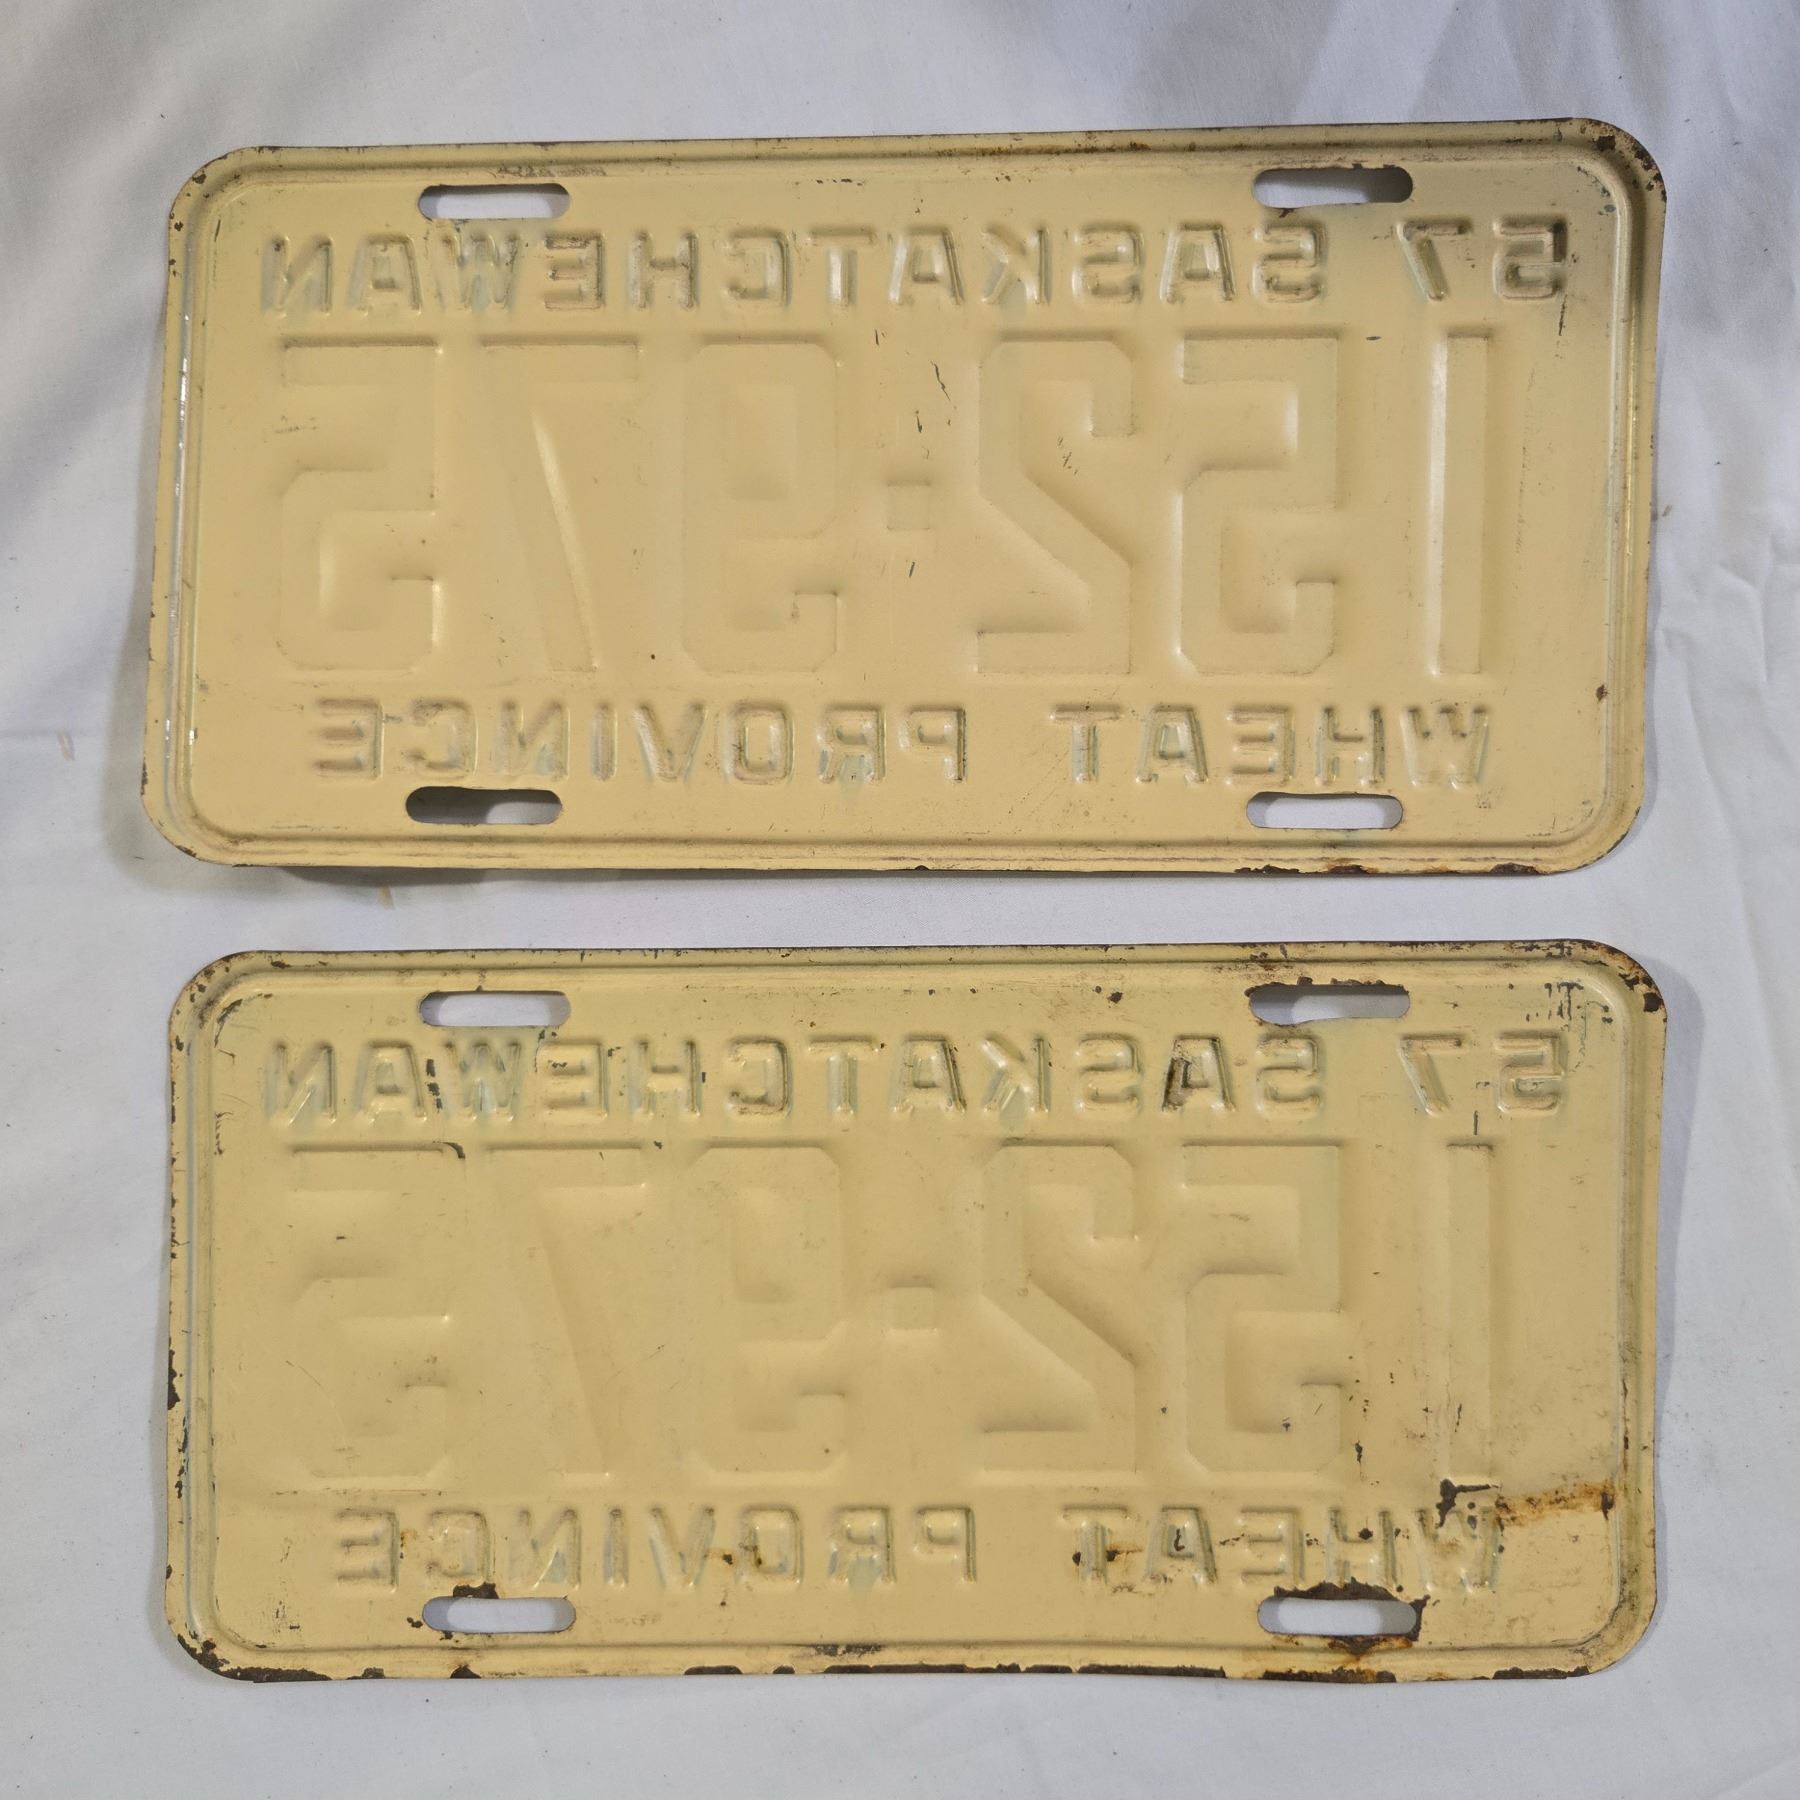 57 SASKATCHEWAN
152·975
WHEAT PROVINCE
57 SASKATCHEWAN
152·975
WHEAT PROVINCE